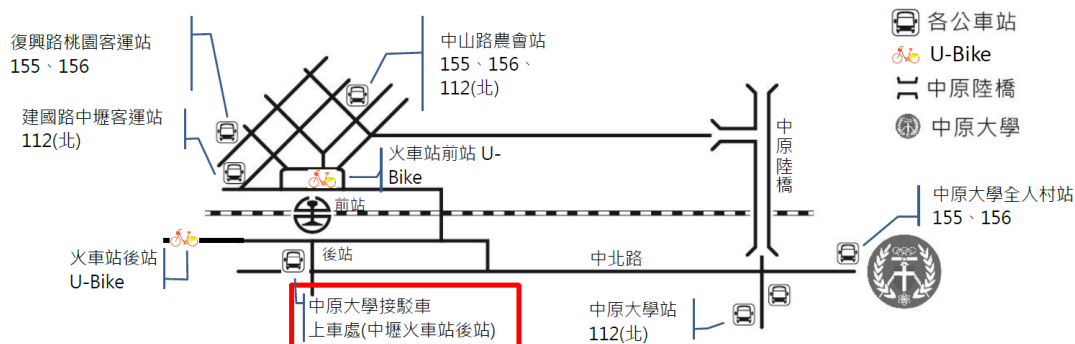 復興路桃園客運站
155、156
建國路中壢客運站
112(北)
中山路農會站
155、156、
112(北)
各公車站
U-Bike
中原陸橋
中原大學
火車站前站 U-
Bike
前站
中原陸橋
中原大學全人村站
155、156
火車站後站
U-Bike
後站
中北路
中原大學接駁車
上車處(中壢火車站後站)
中原大學站
112(北)